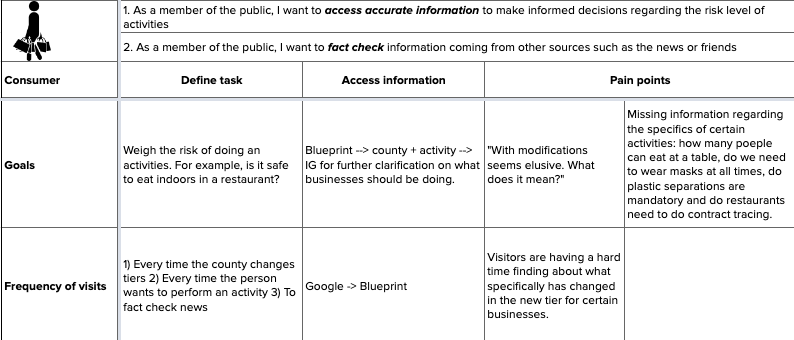 1. As a member of the public, I want to access accurate information to make informed decisions regarding the risk level of
activities
2. As a member of the public, I want to fact check information coming from other sources such as the news or friends
Consumer
Define task
Access information
Pain points
Goals
Weigh the risk of doing an
activities. For example, is it safe
to eat indoors in a restaurant?
Blueprint --> county + activity -->
IG for further clarification on what
businesses should be doing.
"With modifications
seems elusive. What
does it mean?"
Missing information regarding
the specifics of certain
activities: how many poeple
can eat at a table, do we need
to wear masks at all times, do
plastic separations are
mandatory and do restaurants
need to do contract tracing.
Frequency of visits
1) Every time the county changes
tiers 2) Every time the person
wants to perform an activity 3) To
fact check news
Google -> Blueprint
Visitors are having a hard
time finding about what
specifically has changed
in the new tier for certain
businesses.